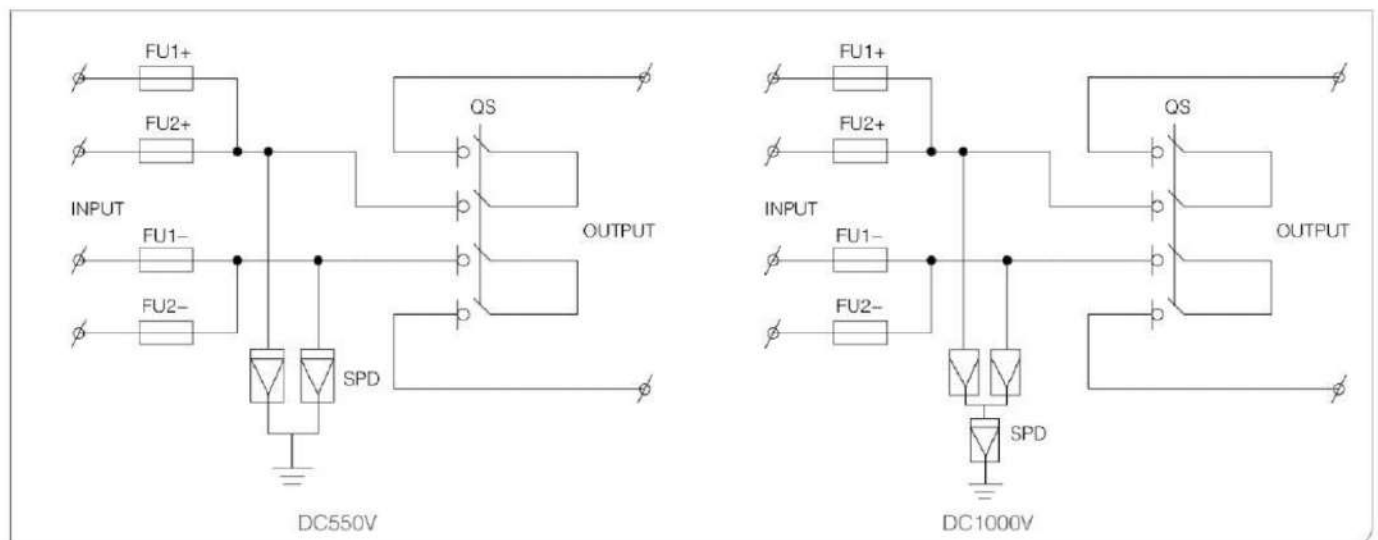 FU1+
QS
FU2+
INPUT
FU1−
OUTPUT
FU2−
SPD
DC550V
FU1+
QS
FU2+
INPUT
FU1−
OUTPUT
FU2−
SPD
DC1000V